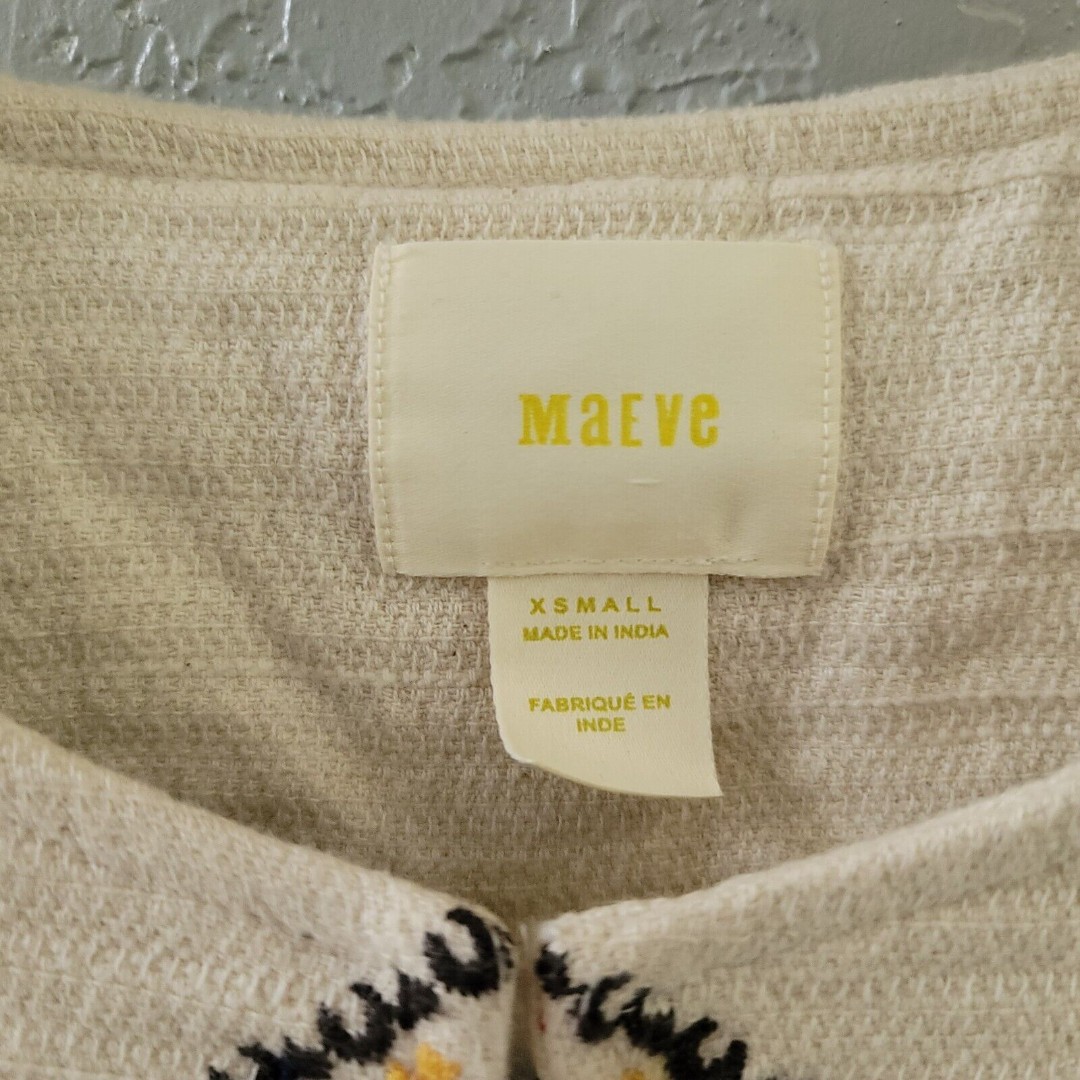 MaEVe
XSMALL
MADE IN INDIA
FABRIQUÉ EN
INDE